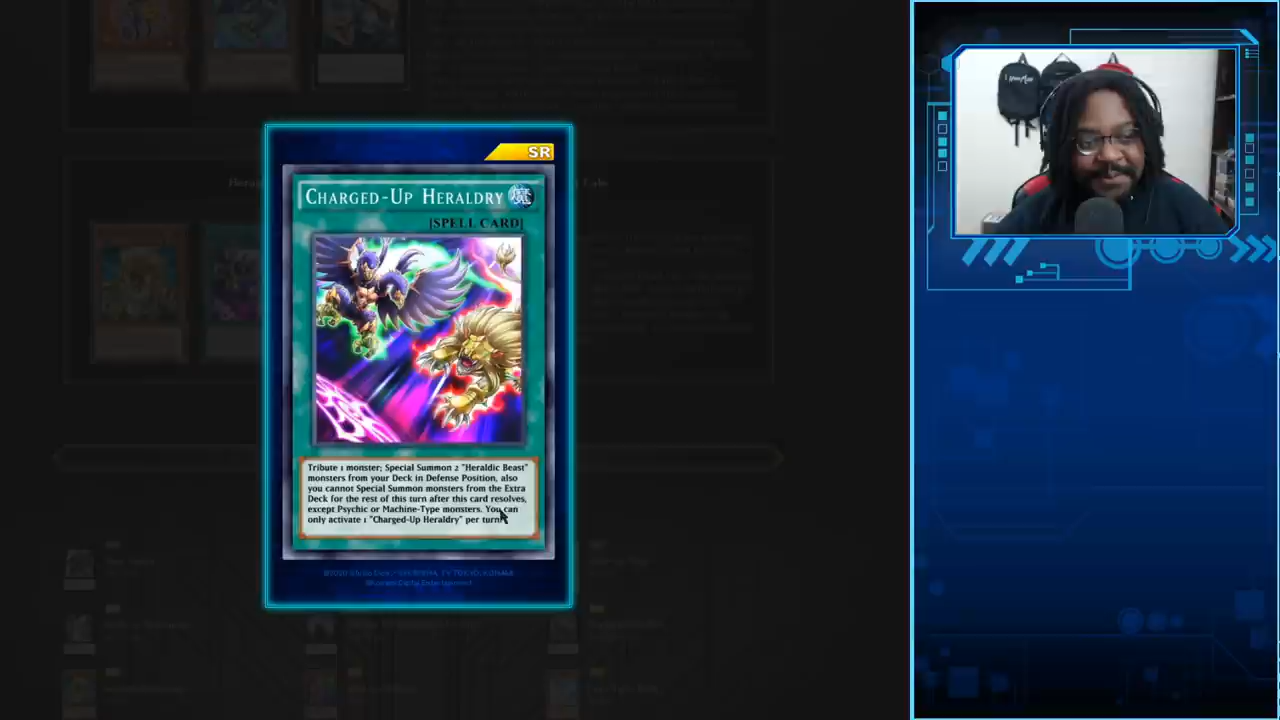 SR
CHARGED-UP HERALDRY 魔
[SPELL CARD]
Tribute 1 monster; Special Summon 2 "Heraldic Beast"
monsters from your Deck in Defense Position, also
you cannot Special Summon monsters from the Extra
Deck for the rest of this turn after this card resolves,
except Psychic or Machine-Type monsters. You can
only activate 1 "Charged-Up Heraldry" per turn.